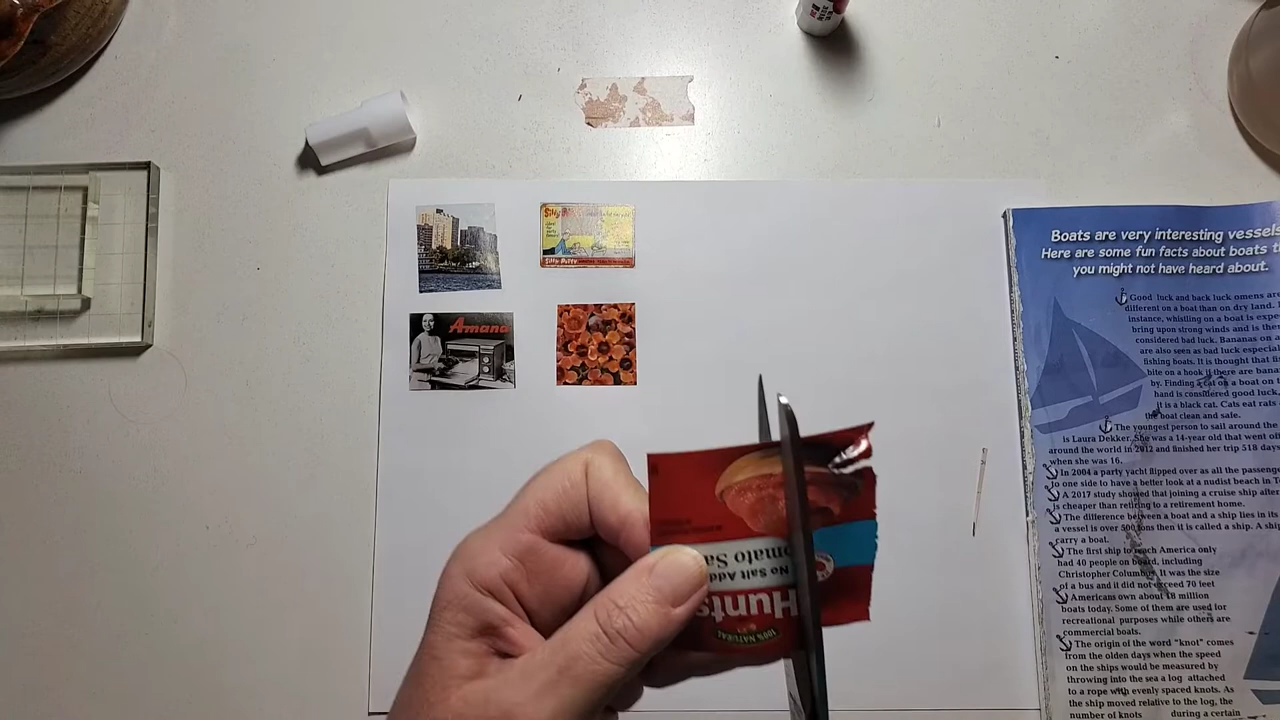 Silly Putty
Amana
Hunts
No Salt Add
omato Sa
100% NATURAL
Boats are very interesting vessels
Here are some fun facts about boats t
you might not have heard about.
Good luck and back luck omens are
different on a boat than on dry land. I
instance, whistling on a boat is expe
bring upon strong winds and is ther
considered bad luck. Bananas on a
are also seen as bad luck especial
fishing boats. It is thought that fi
bite on a hook if there are bana
by. Finding a cat on a boat on
hand is considered good luck,
it is a black cat. Cats eat rats
the boat clean and safe.
The youngest person to sail around the
is Laura Dekker. She was a 14-year old that went off
around the world in 2012 and finished her trip 518 days
when she was 16.
In 2004 a party yacht flipped over as all the passenge
to one side to have a better look at a nudist beach in Te
A 2017 study showed that joining a cruise ship after
is cheaper than retiring to a retirement home.
The difference between a boat and a ship lies in its
a vessel is over 500 tons then it is called a ship. A ship
carry a boat.
The first ship to reach America only
had 40 people on board, including
Christopher Columbus. It was the size
of a bus and it did not exceed 70 feet
Americans own about 18 million
boats today. Some of them are used for
recreational purposes while others are
commercial boats.
The origin of the word "knot" comes
from the olden days when the speed
on the ships would be measured by
throwing into the sea a log attached
to a rope with evenly spaced knots. As
the ship moved relative to the log, the
number of knots during a certain